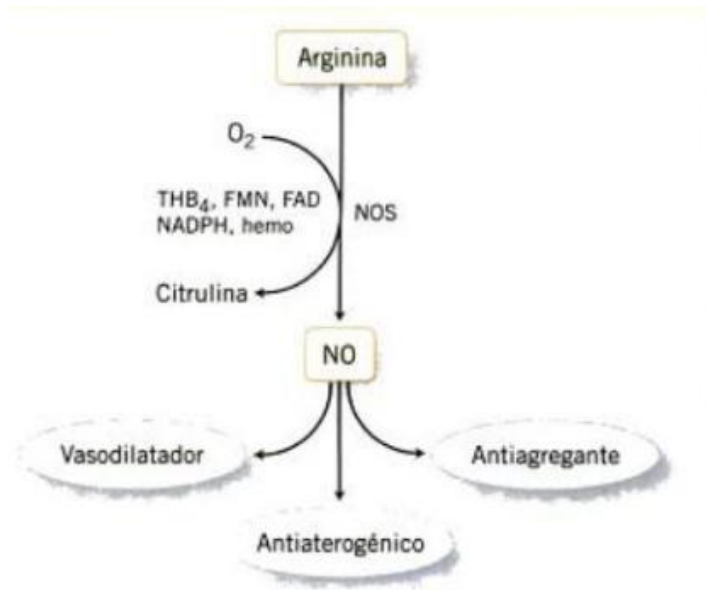 Arginina
O2
THB4, FMN, FAD
NADPH, hemo
NOS
Citrulina
NO
Vasodilatador
Antiagregante
Antiaterogénico